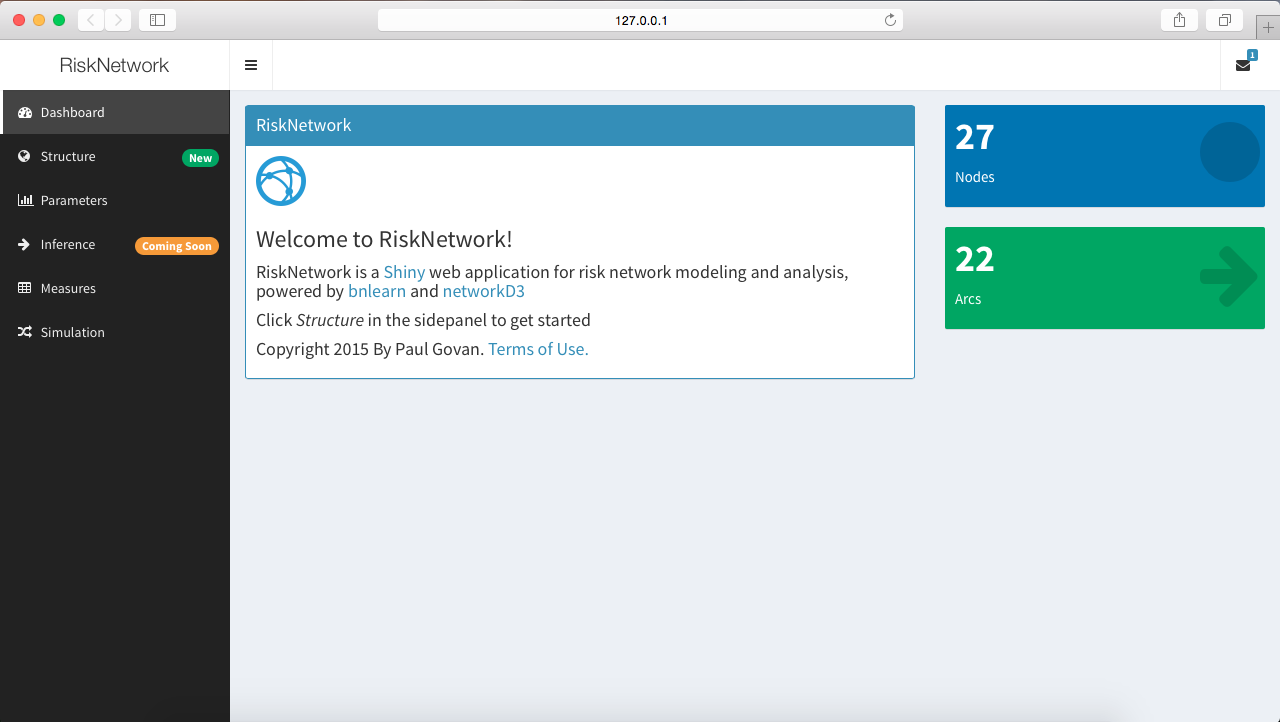 127.0.0.1
RiskNetwork
1
Dashboard
Structure New
Parameters
Inference Coming Soon
Measures
Simulation
RiskNetwork
Welcome to RiskNetwork!
RiskNetwork is a Shiny web application for risk network modeling and analysis,
powered by bnlearn and networkD3
Click Structure in the sidepanel to get started
Copyright 2015 By Paul Govan. Terms of Use.
27
Nodes
22
Arcs